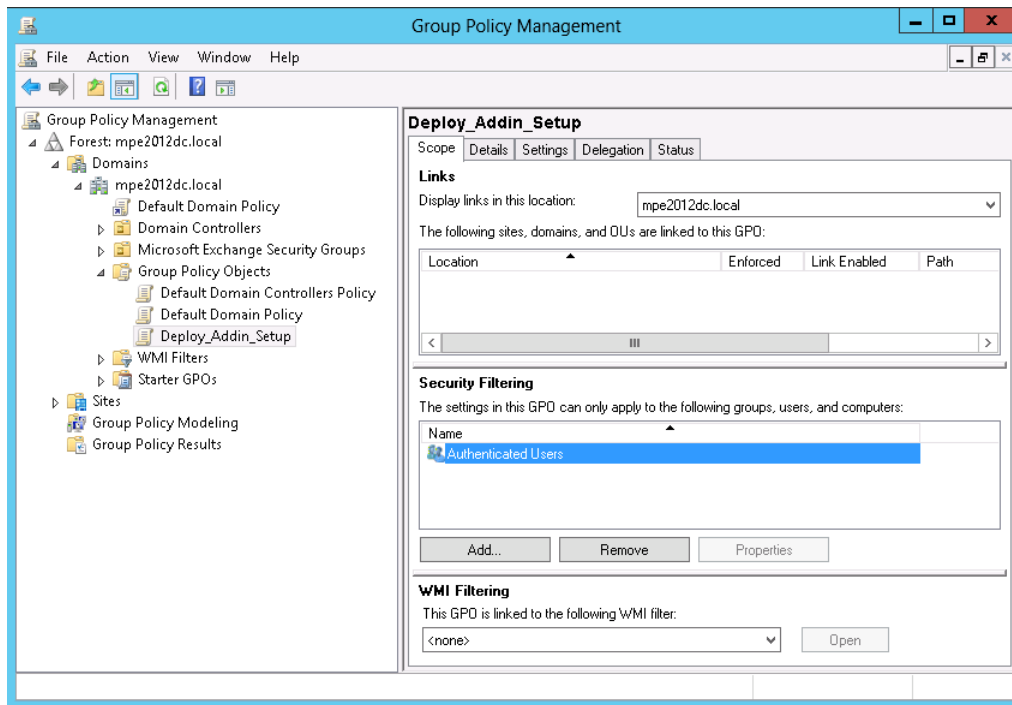 Group Policy Management
File Action View Window Help
Group Policy Management
Forest: mpe2012dc.local
Domains
mpe2012dc.local
Default Domain Policy
Domain Controllers
Microsoft Exchange Security Groups
Group Policy Objects
Default Domain Controllers Policy
Default Domain Policy
Deploy_Addin_Setup
WMI Filters
Starter GPOs
Sites
Group Policy Modeling
Group Policy Results
Deploy_Addin_Setup
Scope Details Settings Delegation Status
Links
Display links in this location: mpe2012dc.local
The following sites, domains, and OUs are linked to this GPO:
Location Enforced Link Enabled Path
Security Filtering
The settings in this GPO can only apply to the following groups, users, and computers:
Name
Authenticated Users
Add... Remove Properties
WMI Filtering
This GPO is linked to the following WMI filter:
<none> Open